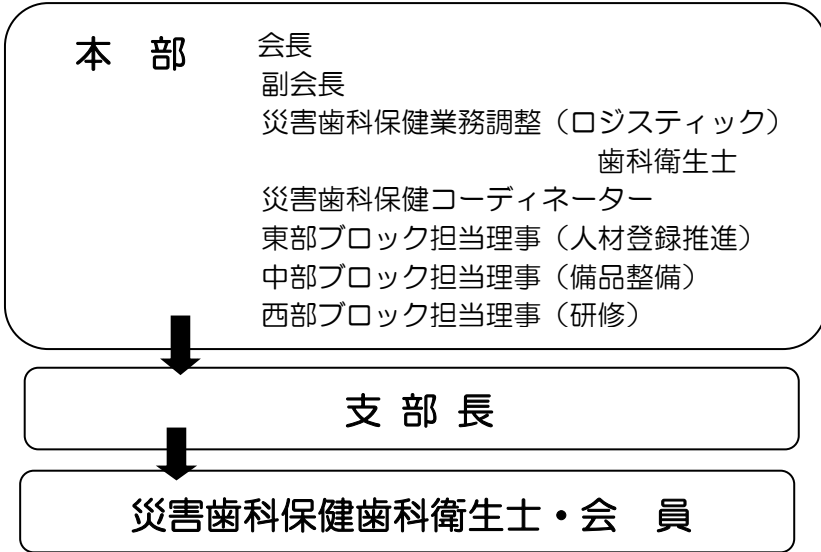 本　部
会長
副会長
災害歯科保健業務調整（ロジスティック）
歯科衛生士
災害歯科保健コーディネーター
東部ブロック担当理事（人材登録推進）
中部ブロック担当理事（備品整備）
西部ブロック担当理事（研修）
支 部 長
災害歯科保健歯科衛生士・会　員